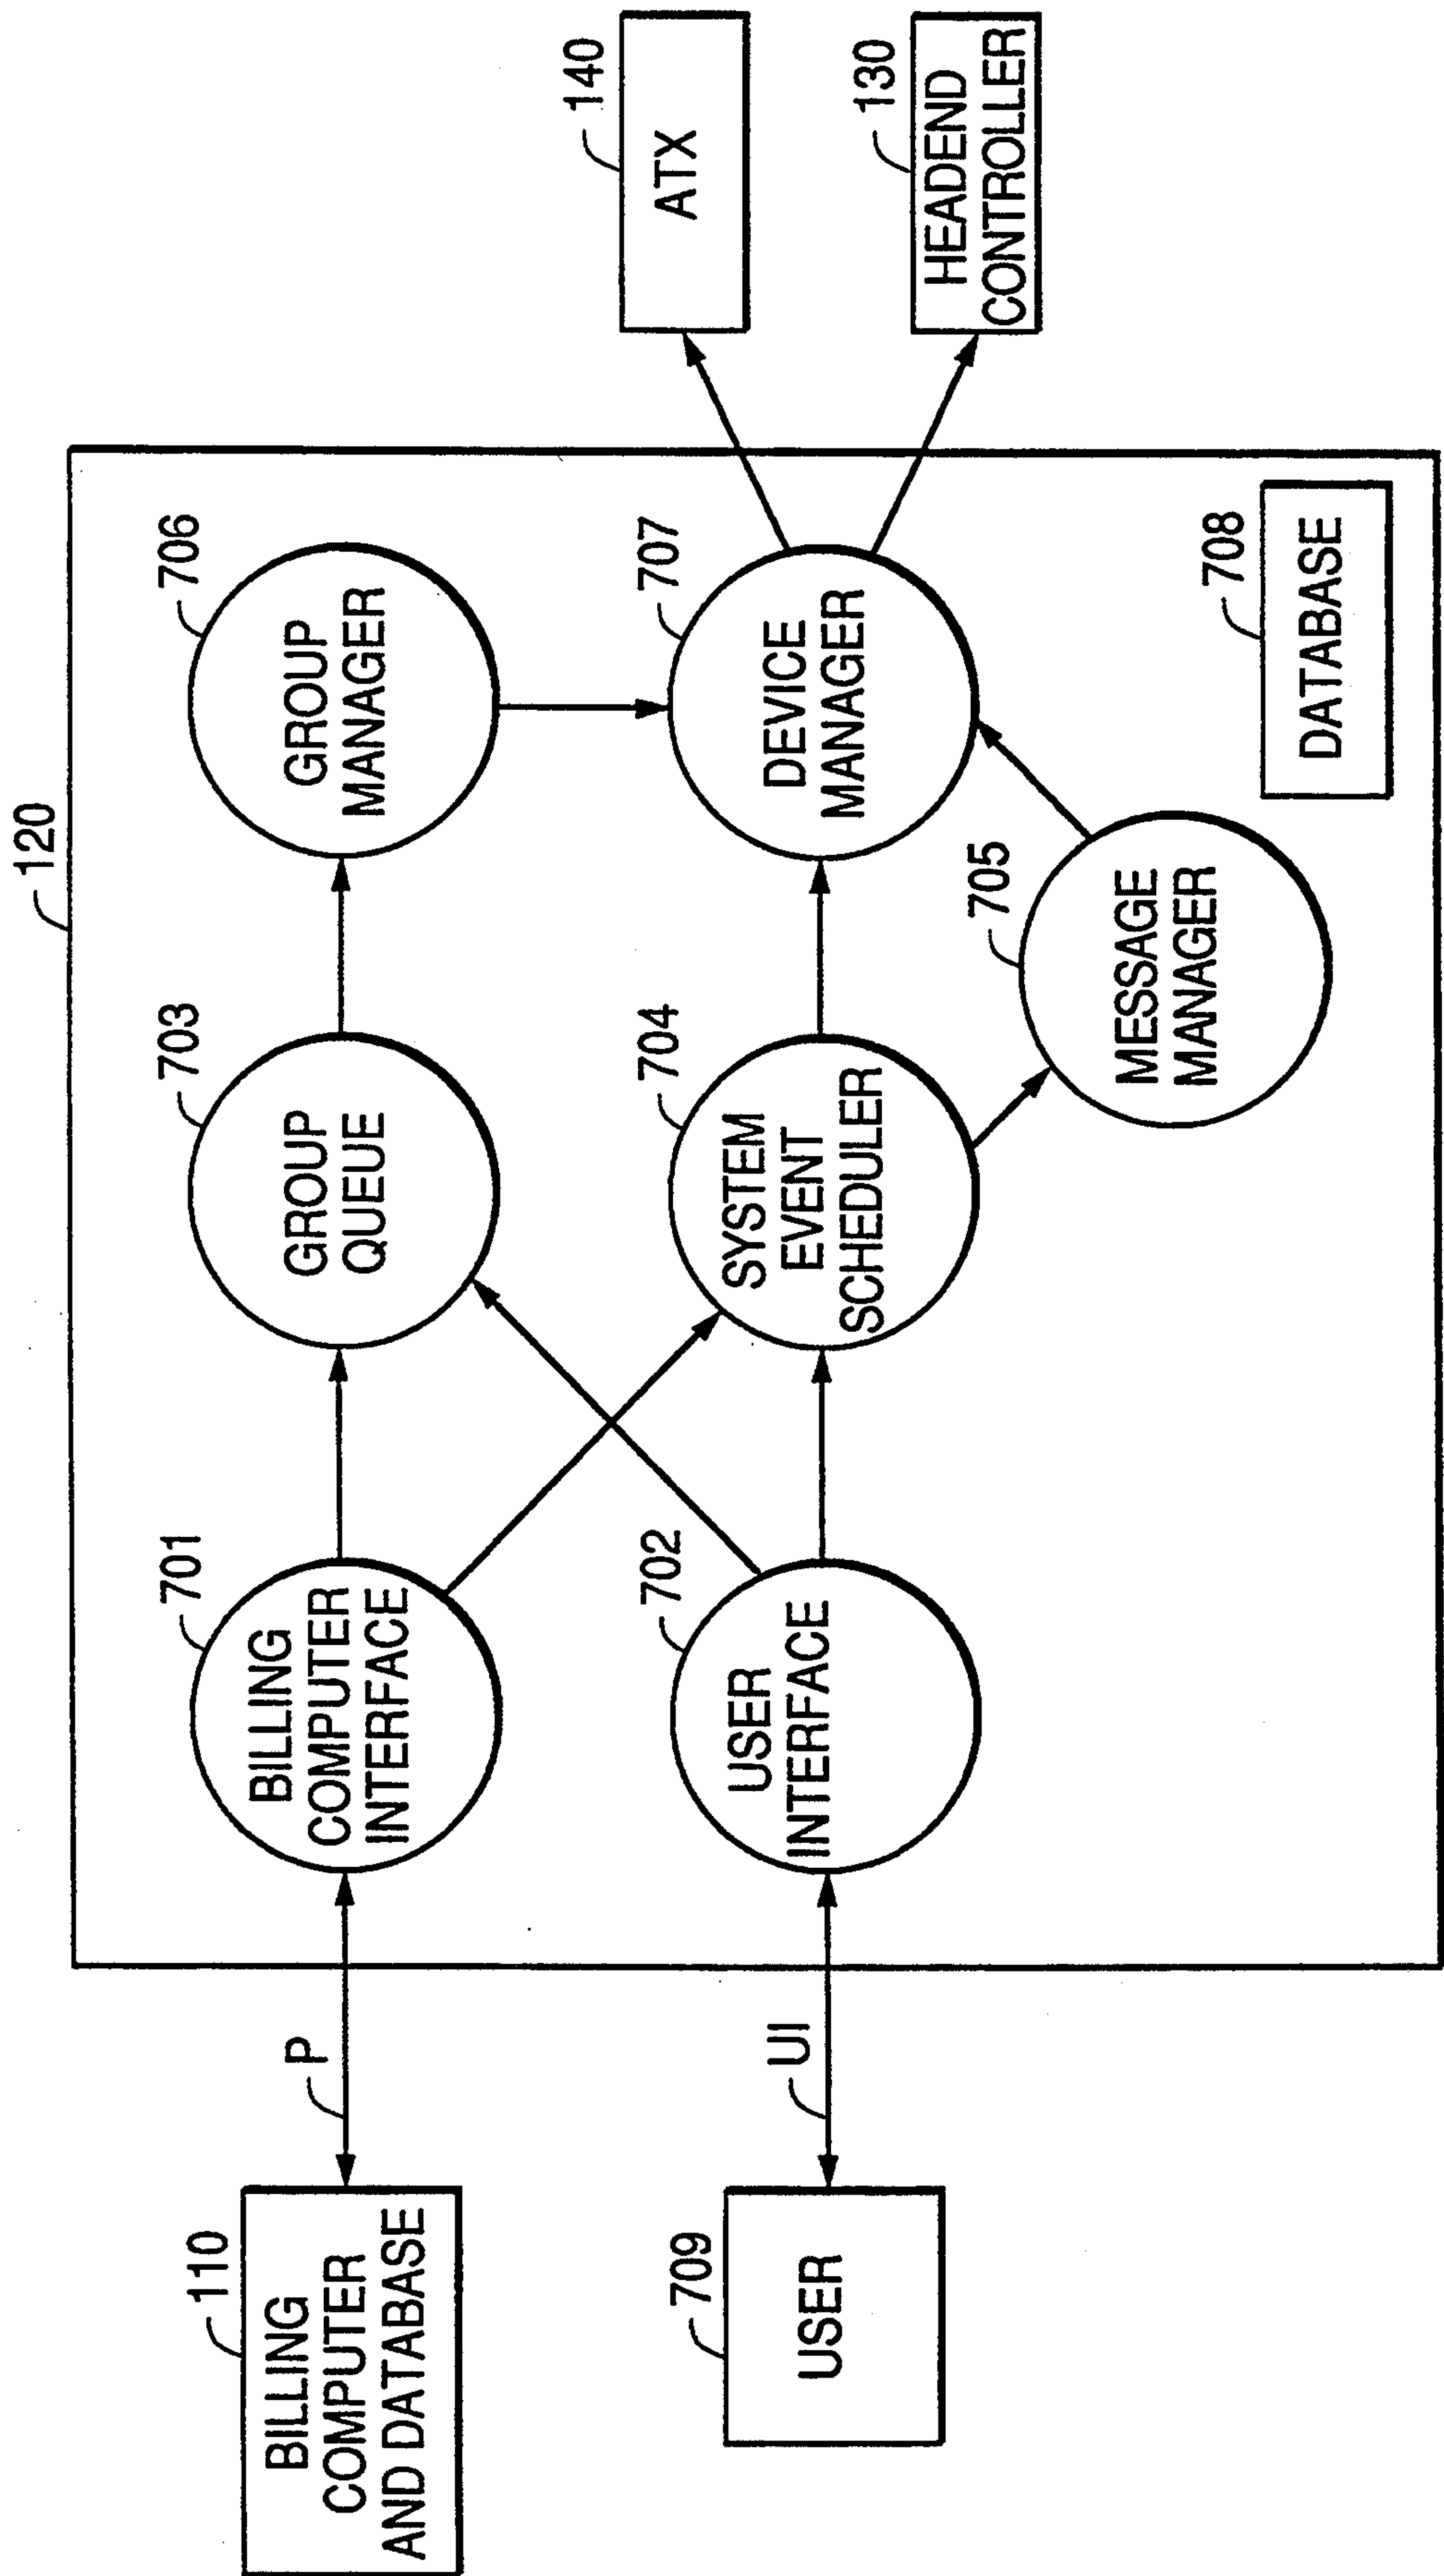 120
110
BILLING
COMPUTER
AND DATABASE
P
701
BILLING
COMPUTER
INTERFACE
703
GROUP
QUEUE
706
GROUP
MANAGER
140
ATX
709
USER
UI
702
USER
INTERFACE
704
SYSTEM
EVENT
SCHEDULER
707
DEVICE
MANAGER
130
HEADEND
CONTROLLER
705
MESSAGE
MANAGER
708
DATABASE